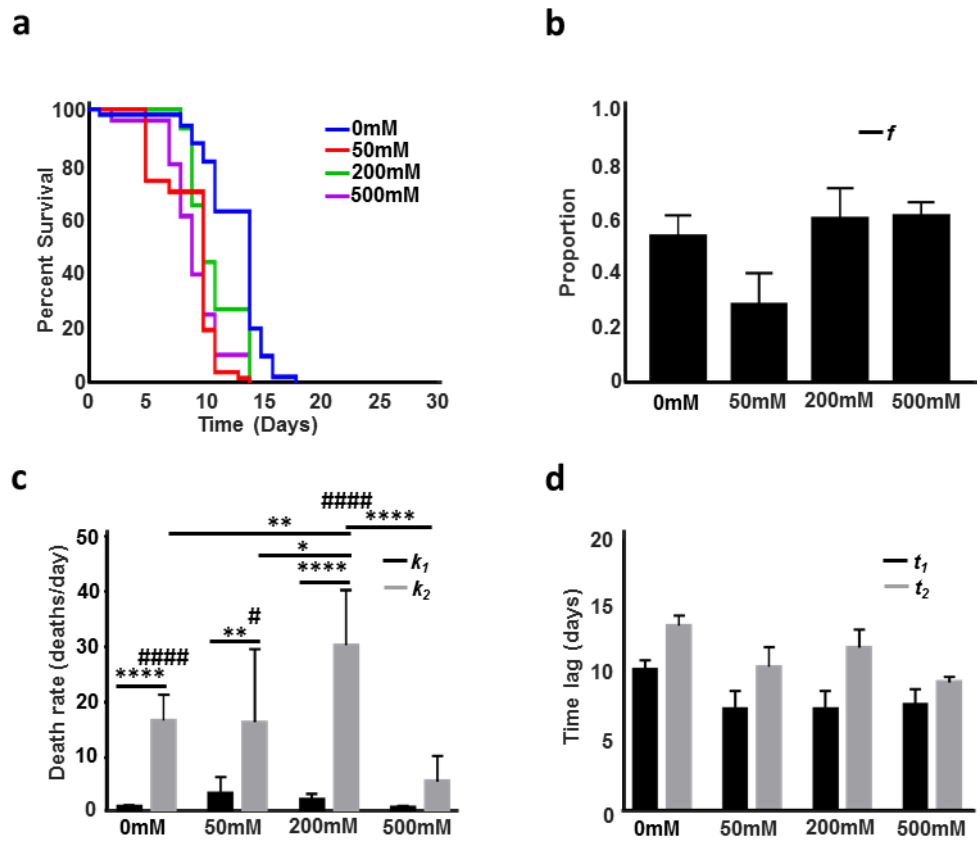 a
100
80
60
40
20
0
Percent Survival
0 5 10 15 20 25 30
Time (Days)
0mM
50mM
200mM
500mM
b
1.0
0.8
0.6
0.4
0.2
0
Proportion
f
0mM 50mM 200mM 500mM
c
50
40
30
20
10
0
Death rate (deaths/day)
####
** ****
*
k1
**** k2
#
** 
####
****
0mM 50mM 200mM 500mM
d
20
15
10
5
0
Time lag (days)
t1
t2
0mM 50mM 200mM 500mM